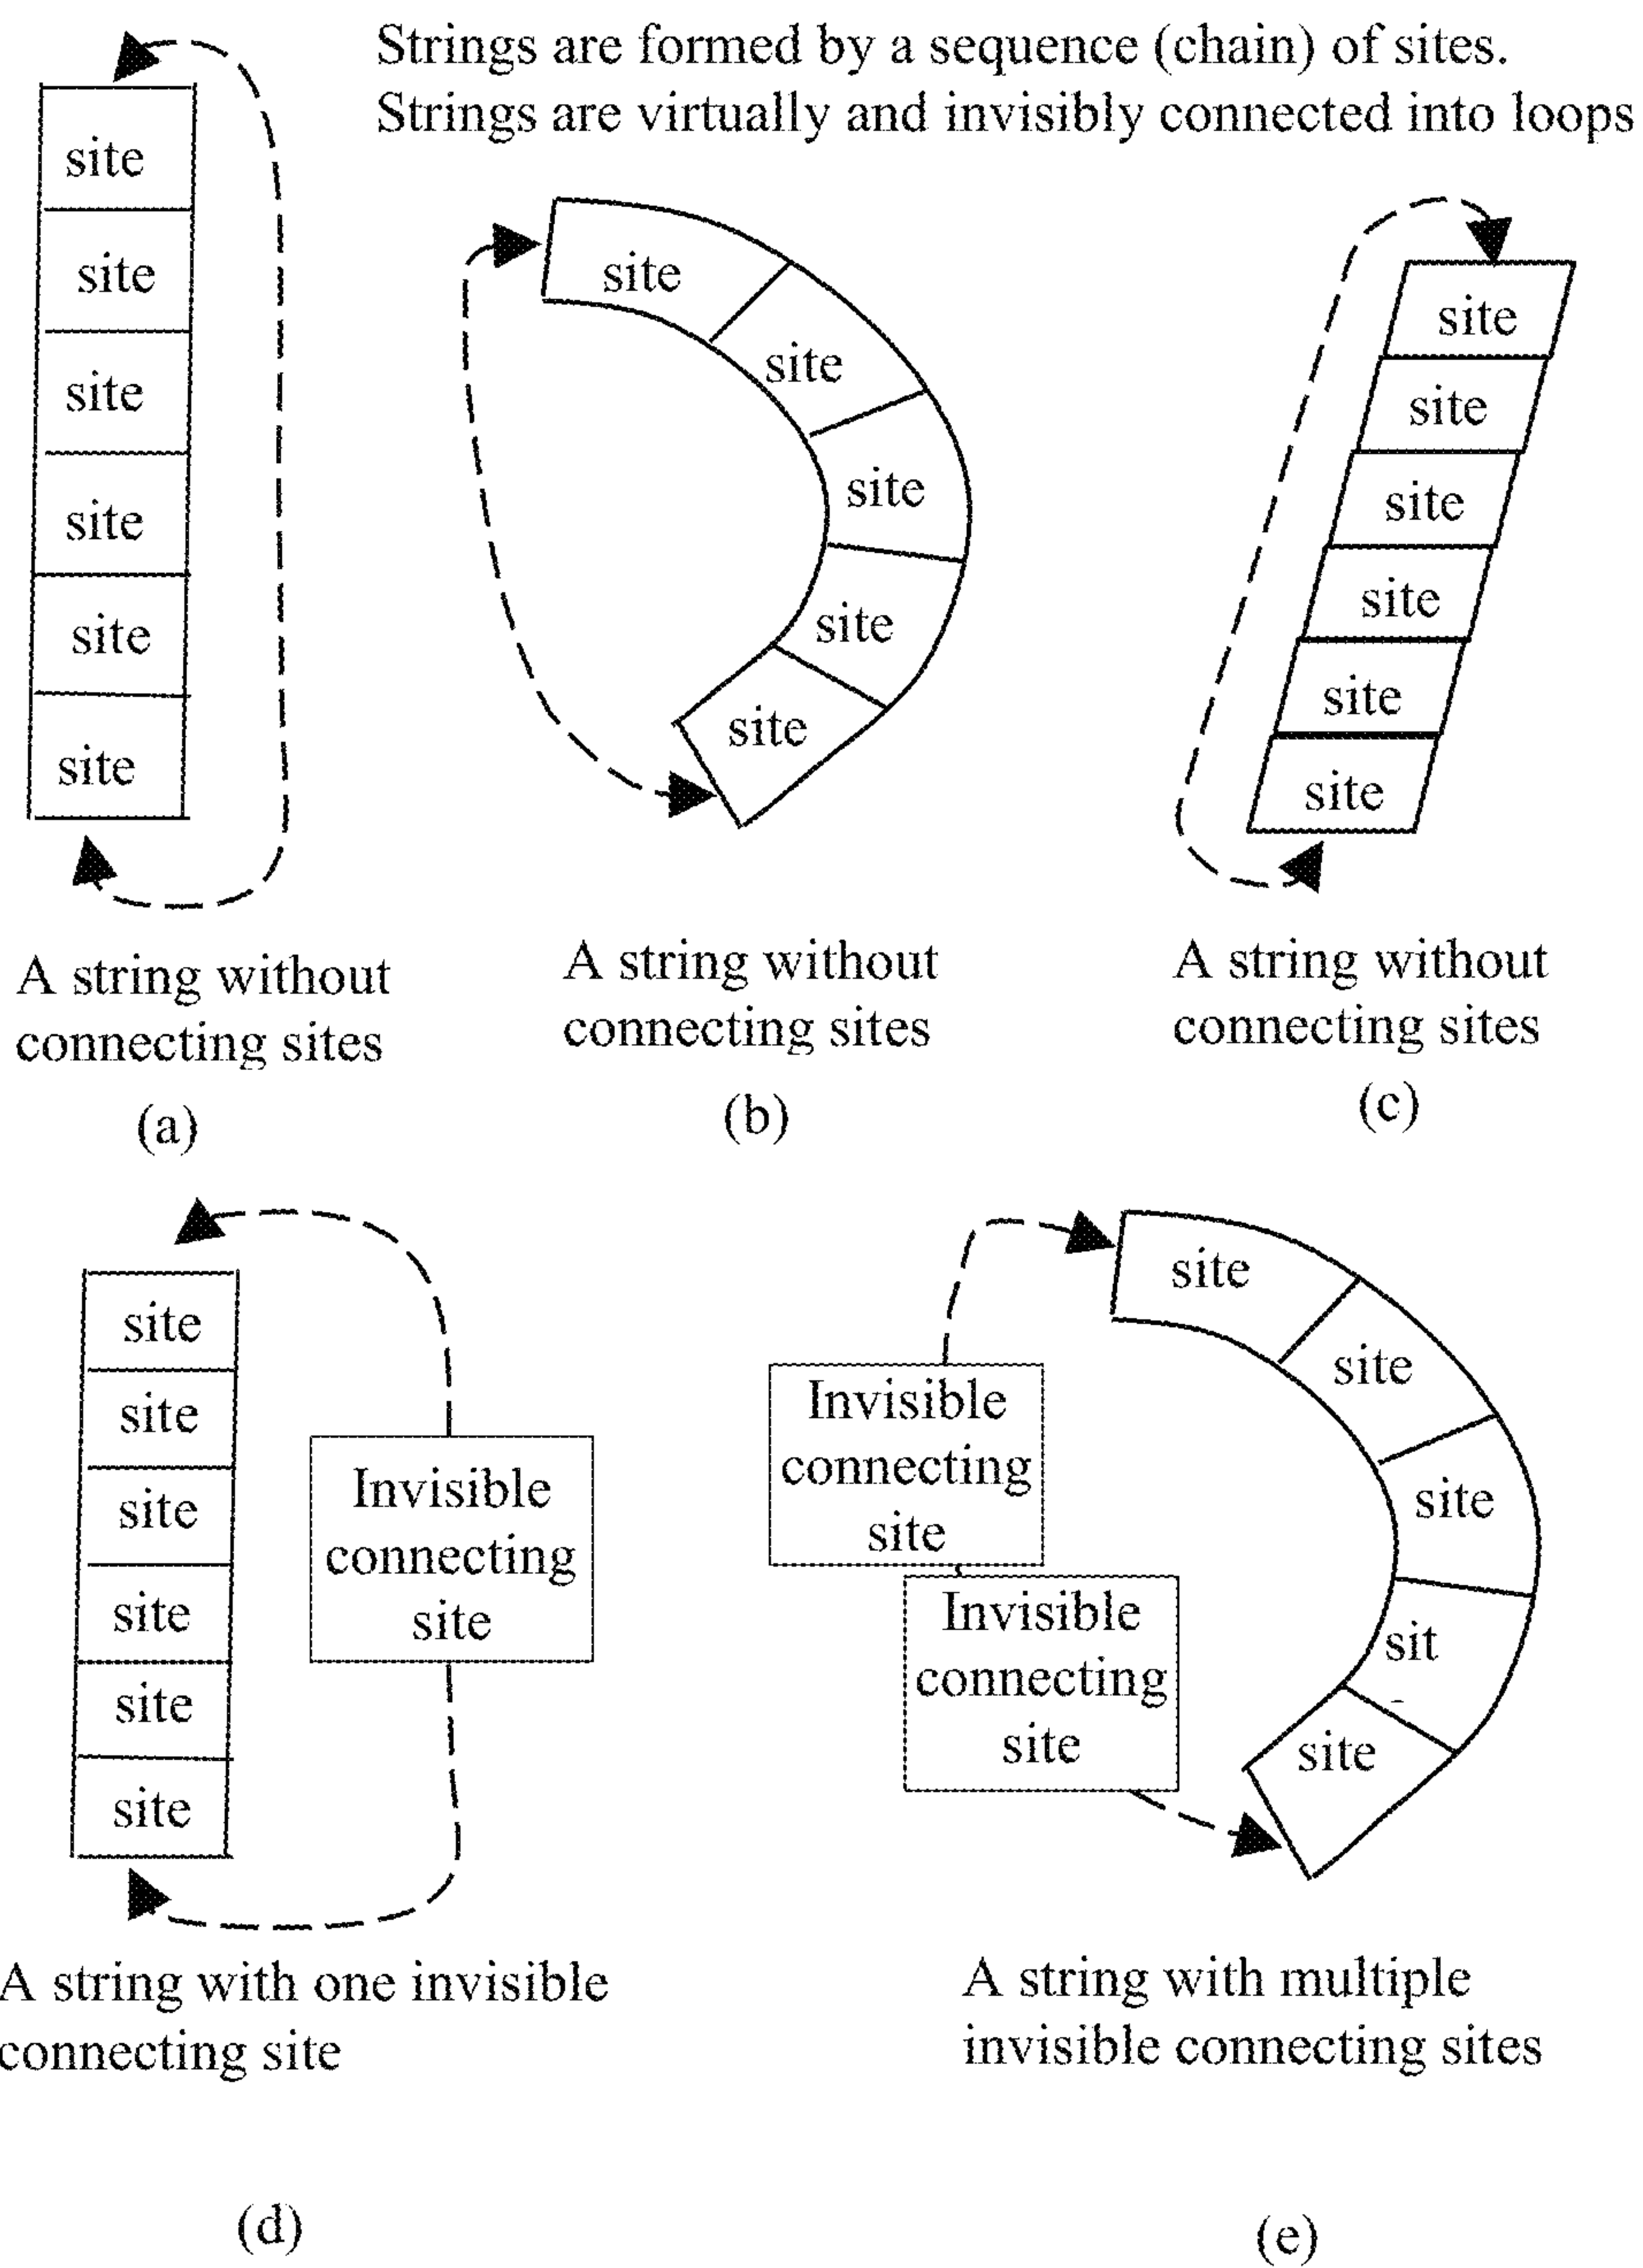 Strings are formed by a sequence (chain) of sites.
Strings are virtually and invisibly connected into loops
site
site
site
site
site
site
A string without
connecting sites
(a)
site
site
site
site
site
A string without
connecting sites
(b)
site
site
site
site
site
site
A string without
connecting sites
(c)
site
site
site
site
site
site
Invisible
connecting
site
A string with one invisible
connecting site
(d)
site
site
site
sit
site
Invisible
connecting
site
Invisible
connecting
site
A string with multiple
invisible connecting sites
(e)